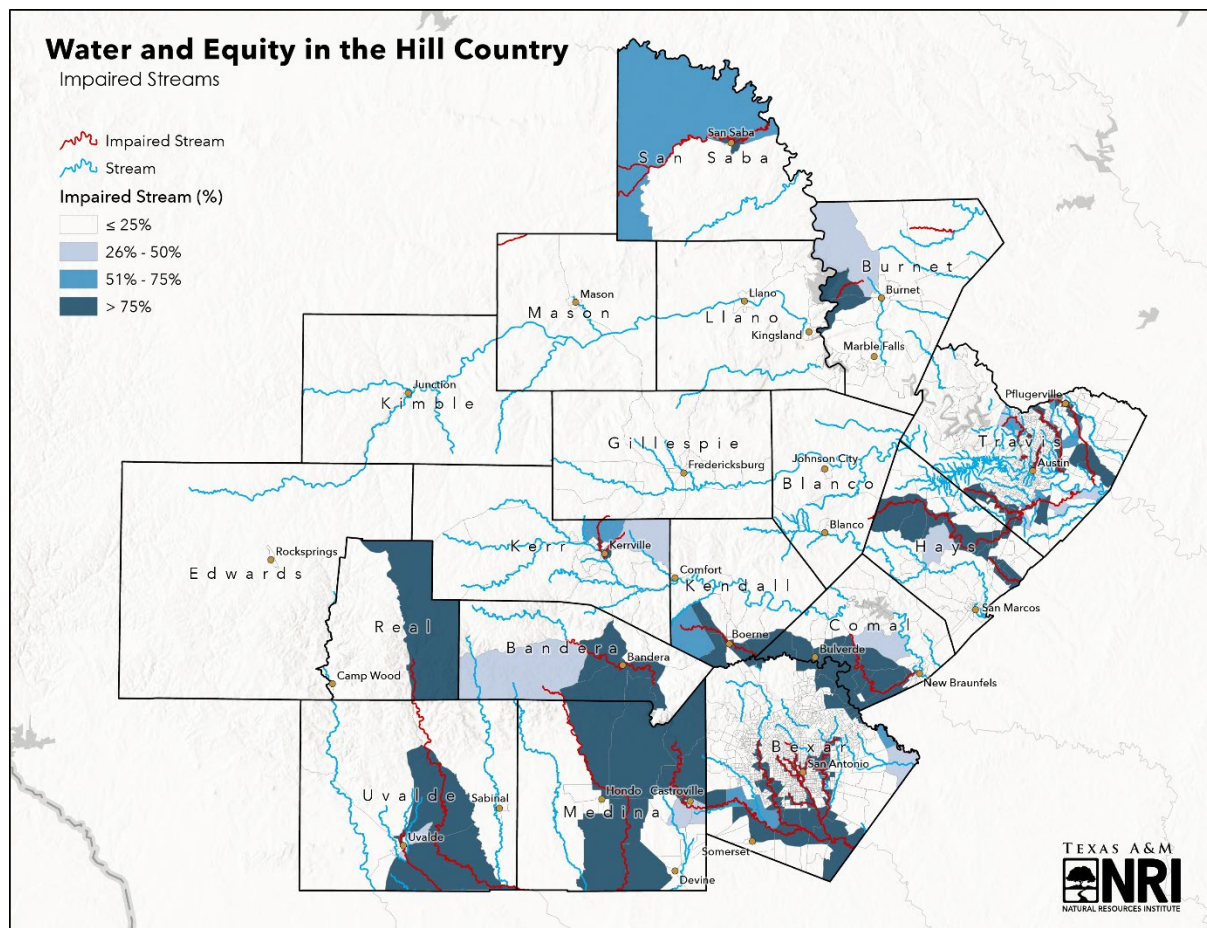 Water and Equity in the Hill Country
Impaired Streams
Impaired Stream
Stream
Impaired Stream (%)
≤ 25%
26% - 50%
51% - 75%
> 75%
San Saba
San Saba
Burnet
Burnet
Mason
Mason
Llano
Llano
Kingsland
Marble Falls
Junction
Kimble
Pflugerville
Travis
Austin
Gillespie
Fredericksburg
Johnson City
Blanco
Blanco
Hays
Kerr
Kerrville
Rocksprings
Edwards
Comfort
Kendall
San Marcos
Real
Comal
Boerne
Bandera
Bandera
Bulverde
Camp Wood
New Braunfels
Bexar
San Antonio
Uvalde
Sabinal
Hondo
Castroville
Medina
Uvalde
Somerset
Devine
TEXAS A&M
NRI
NATURAL RESOURCES INSTITUTE